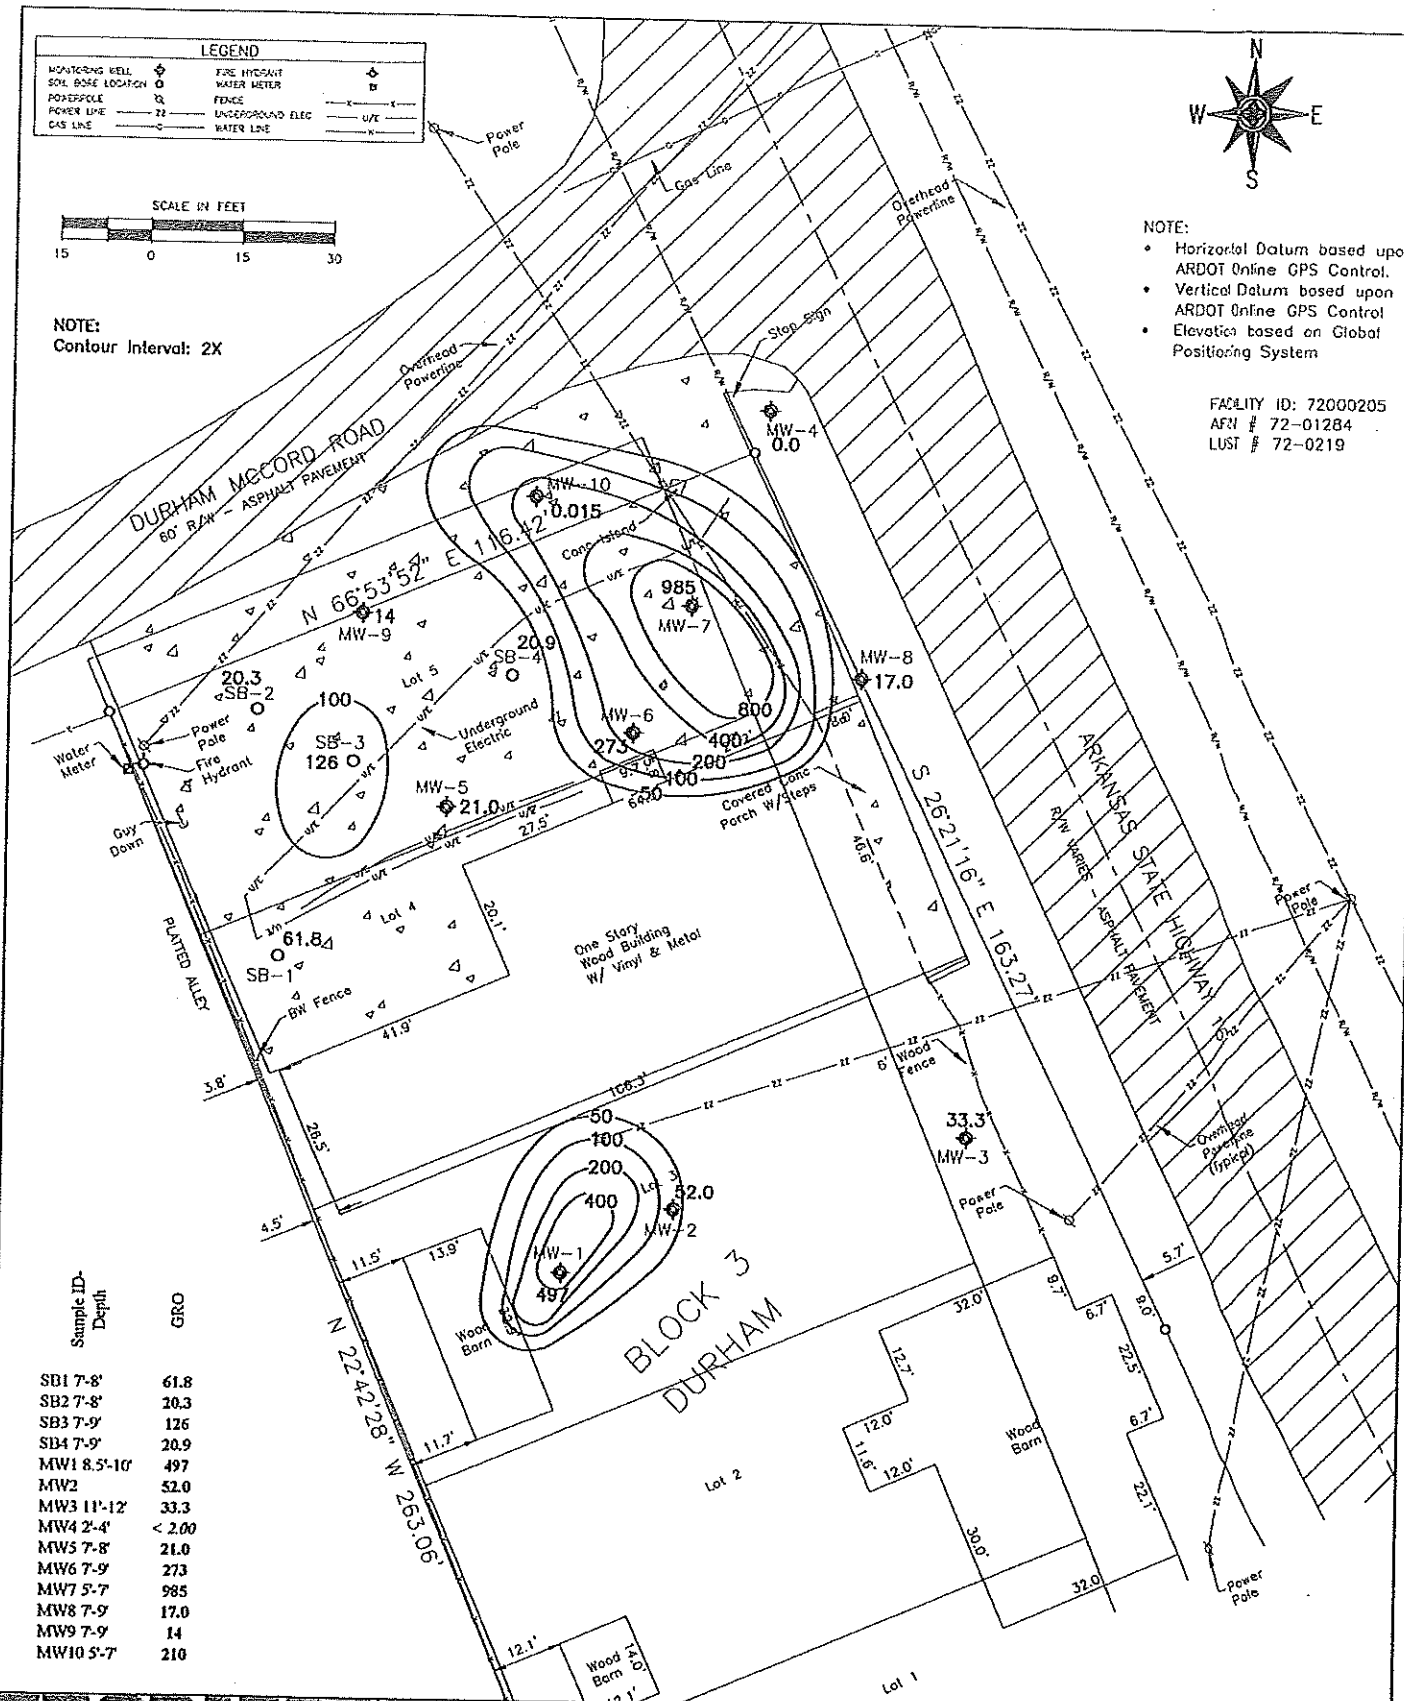 LEGEND
MONITORING WELL
SOIL BORE LOCATION
POWERPOLE
POWER LINE
GAS LINE
FIRE HYDRANT
WATER METER
FENCE
UNDERGROUND ELEC
WATER LINE
SCALE IN FEET
15 0 15 30
NOTE:
Contour Interval: 2X
N
W E
S
NOTE:
• Horizontal Datum based upo
ARDOT Online GPS Control.
• Vertical Datum based upon
ARDOT Online GPS Control
• Elevation based on Global
Positioning System
FACILITY ID: 72000205
AFN # 72-01284
LUST # 72-0219
Power
Pole
Gas Line
Overhead
Powerline
Stop Sign
Overhead
Powerline
DURHAM MCCORD ROAD
60' R/W - ASPHALT PAVEMENT
MW-4
0.0
MW-10
0.015
Conc Island
N 66°53'52" E 116.42'
985
MW-7
14
MW-9
20.9
SB-4
Lot 5
20.3
SB-2
100
SB-3
126
MW-8
17.0
MW-6
273
800
400
200
100
50
Power
Pole
Fire
Hydrant
Water
Meter
Guy
Down
Underground
Electric
MW-5
21.0
27.5'
Covered Conc
Porch W/Steps
46.6'
20.1'
One Story
Wood Building
W/ Vinyl & Metal
Lot 4
61.8
SB-1
BW Fence
41.9'
PLATTED ALLEY
S 26°21'16" E 163.27'
ARKANSAS STATE HIGHWAY
R/W VARIES - ASPHALT PAVEMENT
Power
Pole
3.8'
26.5'
106.3'
6' Wood
Fence
50
100
200
400
52.0
MW-2
MW-1
497
33.3
MW-3
Overhead
Powerline
(Typical)
Power
Pole
4.5'
11.5'
13.9'
Wood
Barn
11.7'
BLOCK 3
DURHAM
N 22°42'28" W 263.06'
5.7'
9.7'
6.7'
9.0'
32.0'
12.7'
22.5'
12.0'
11.6'
12.0'
6.7'
Wood
Barn
22.1'
30.0'
32.0
Lot 2
Power
Pole
12.1'
Wood
Barn
14.0'
Lot 1
Sample ID-
Depth GRO
SB1 7'-8' 61.8
SB2 7'-8' 20.3
SB3 7'-9' 126
SB4 7'-9' 20.9
MW1 8.5'-10' 497
MW2 52.0
MW3 11'-12' 33.3
MW4 2'-4' < 2.00
MW5 7'-8' 21.0
MW6 7'-9' 273
MW7 5'-7' 985
MW8 7'-9' 17.0
MW9 7'-9' 14
MW10 5'-7' 210